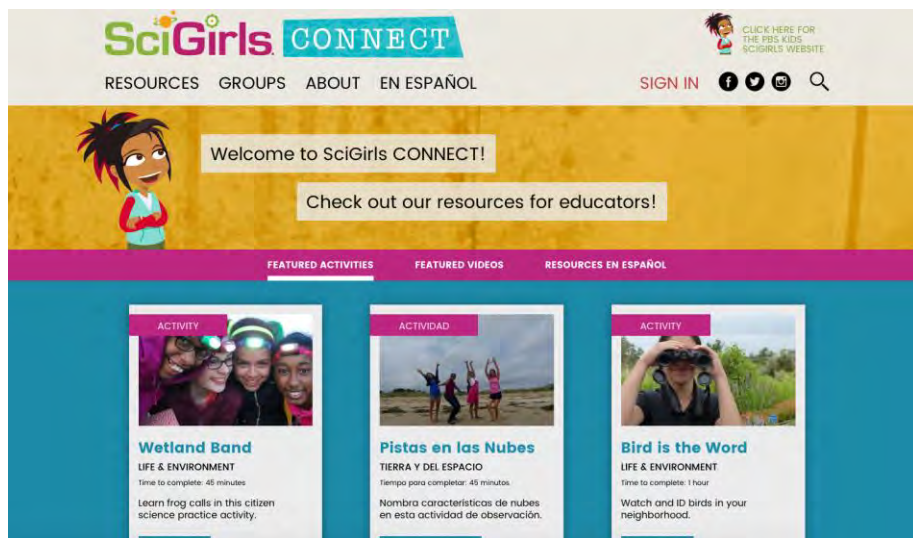 SciGirls CONNECT
CLICK HERE FOR
THE PBS KIDS
SCIGIRLS WEBSITE
RESOURCES GROUPS ABOUT EN ESPAÑOL SIGN IN
Welcome to SciGirls CONNECT!
Check out our resources for educators!
FEATURED ACTIVITIES FEATURED VIDEOS RESOURCES EN ESPAÑOL
ACTIVITY
Wetland Band
LIFE & ENVIRONMENT
Time to complete: 45 minutes
Learn frog calls in this citizen
science practice activity.
ACTIVIDAD
Pistas en las Nubes
TIERRA Y DEL ESPACIO
Tiempo para completar: 45 minutos
Nombra características de nubes
en esta actividad de observación.
ACTIVITY
Bird is the Word
LIFE & ENVIRONMENT
Time to complete: 1 hour
Watch and ID birds in your
neighborhood.